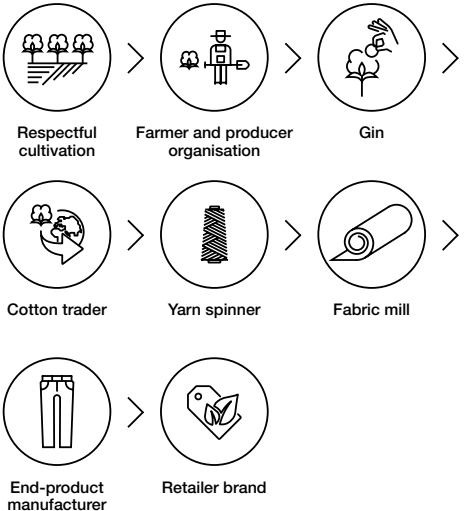 Respectful
cultivation
Farmer and producer
organisation
Gin
Cotton trader
Yarn spinner
Fabric mill
End-product
manufacturer
Retailer brand